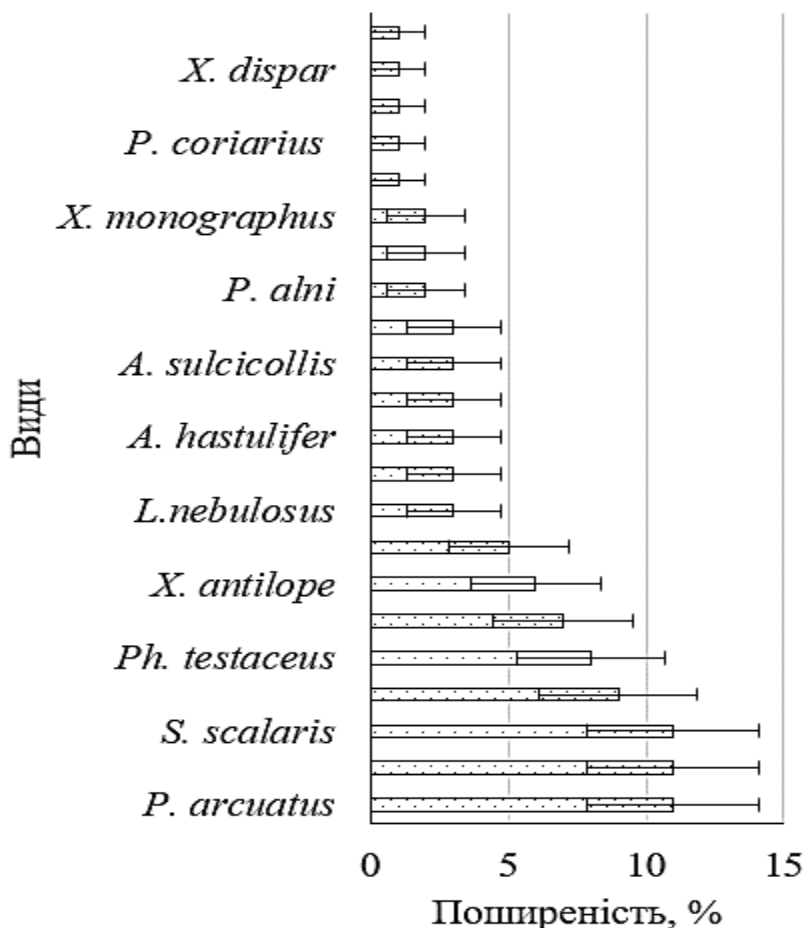 X. dispar
P. coriarius
X. monographus
P. alni
A. sulcicollis
A. hastulifer
L.nebulosus
X. antilope
Ph. testaceus
S. scalaris
P. arcuatus
Види
0 5 10 15
Поширеність, %